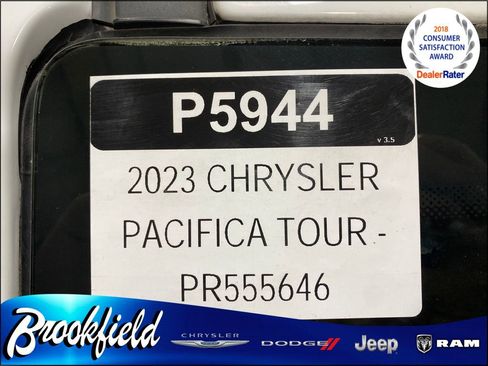 2018
CONSUMER
SATISFACTION
AWARD
DealerRater
P5944
v 3.5
2023 CHRYSLER
PACIFICA TOUR -
PR555646
Brookfield
CHRYSLER
DODGE
Jeep
RAM